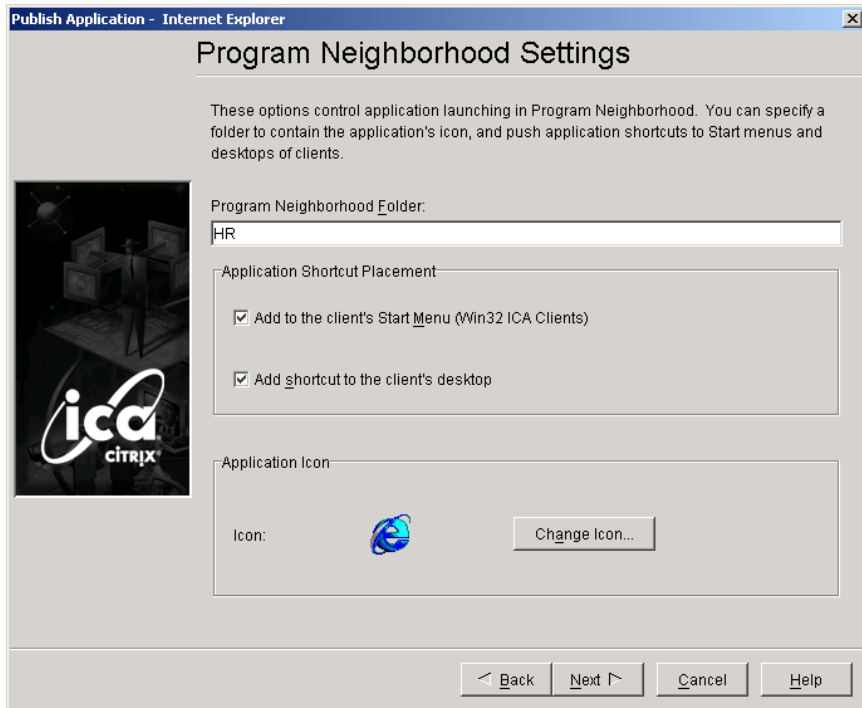 Publish Application - Internet Explorer
Program Neighborhood Settings
These options control application launching in Program Neighborhood. You can specify a
folder to contain the application's icon, and push application shortcuts to Start menus and
desktops of clients.
Program Neighborhood Folder:
HR
Application Shortcut Placement
Add to the client's Start Menu (Win32 ICA Clients)
Add shortcut to the client's desktop
ica
CITRIX
Application Icon
Icon:
Change Icon...
Back
Next
Cancel
Help